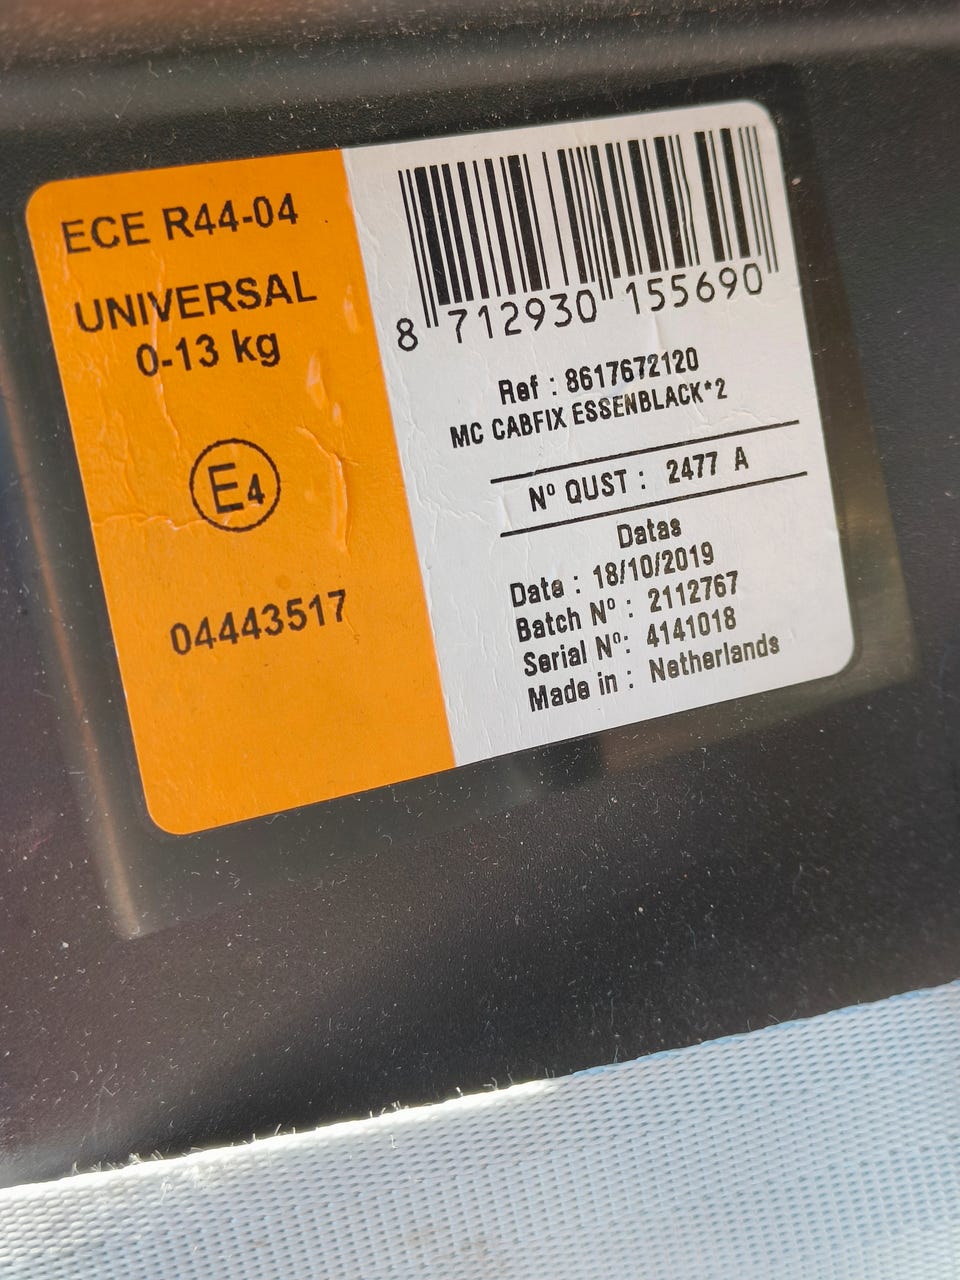 ECE R44-04
UNIVERSAL
0-13 kg
E4
04443517
8 712930 155690
Ref : 8617672120
MC CABFIX ESSENBLACK*2
Nº QUST : 2477 A
Datas
Date : 18/10/2019
Batch Nº : 2112767
Serial Nº: 4141018
Made in : Netherlands